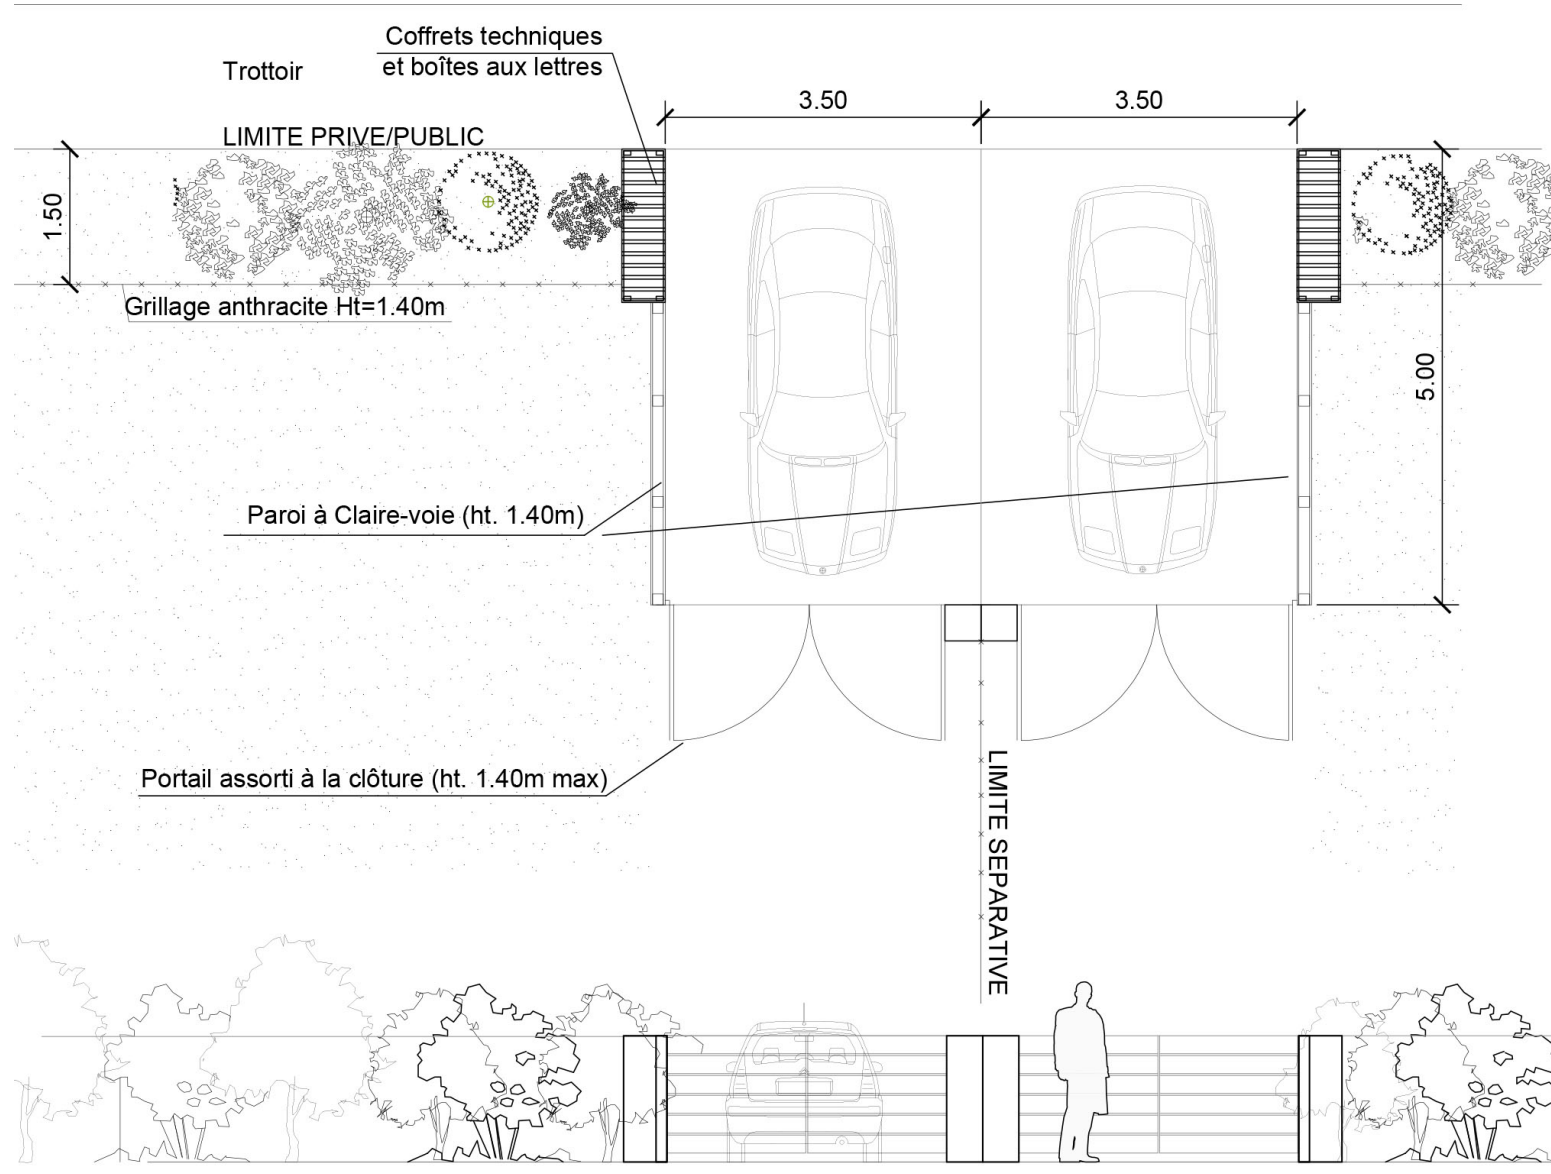 Coffrets techniques
et boîtes aux lettres
Trottoir
3.50
3.50
LIMITE PRIVE/PUBLIC
1.50
Grillage anthracite Ht=1.40m
5.00
Paroi à Claire-voie (ht. 1.40m)
Portail assorti à la clôture (ht. 1.40m max)
LIMITE SEPARATIVE